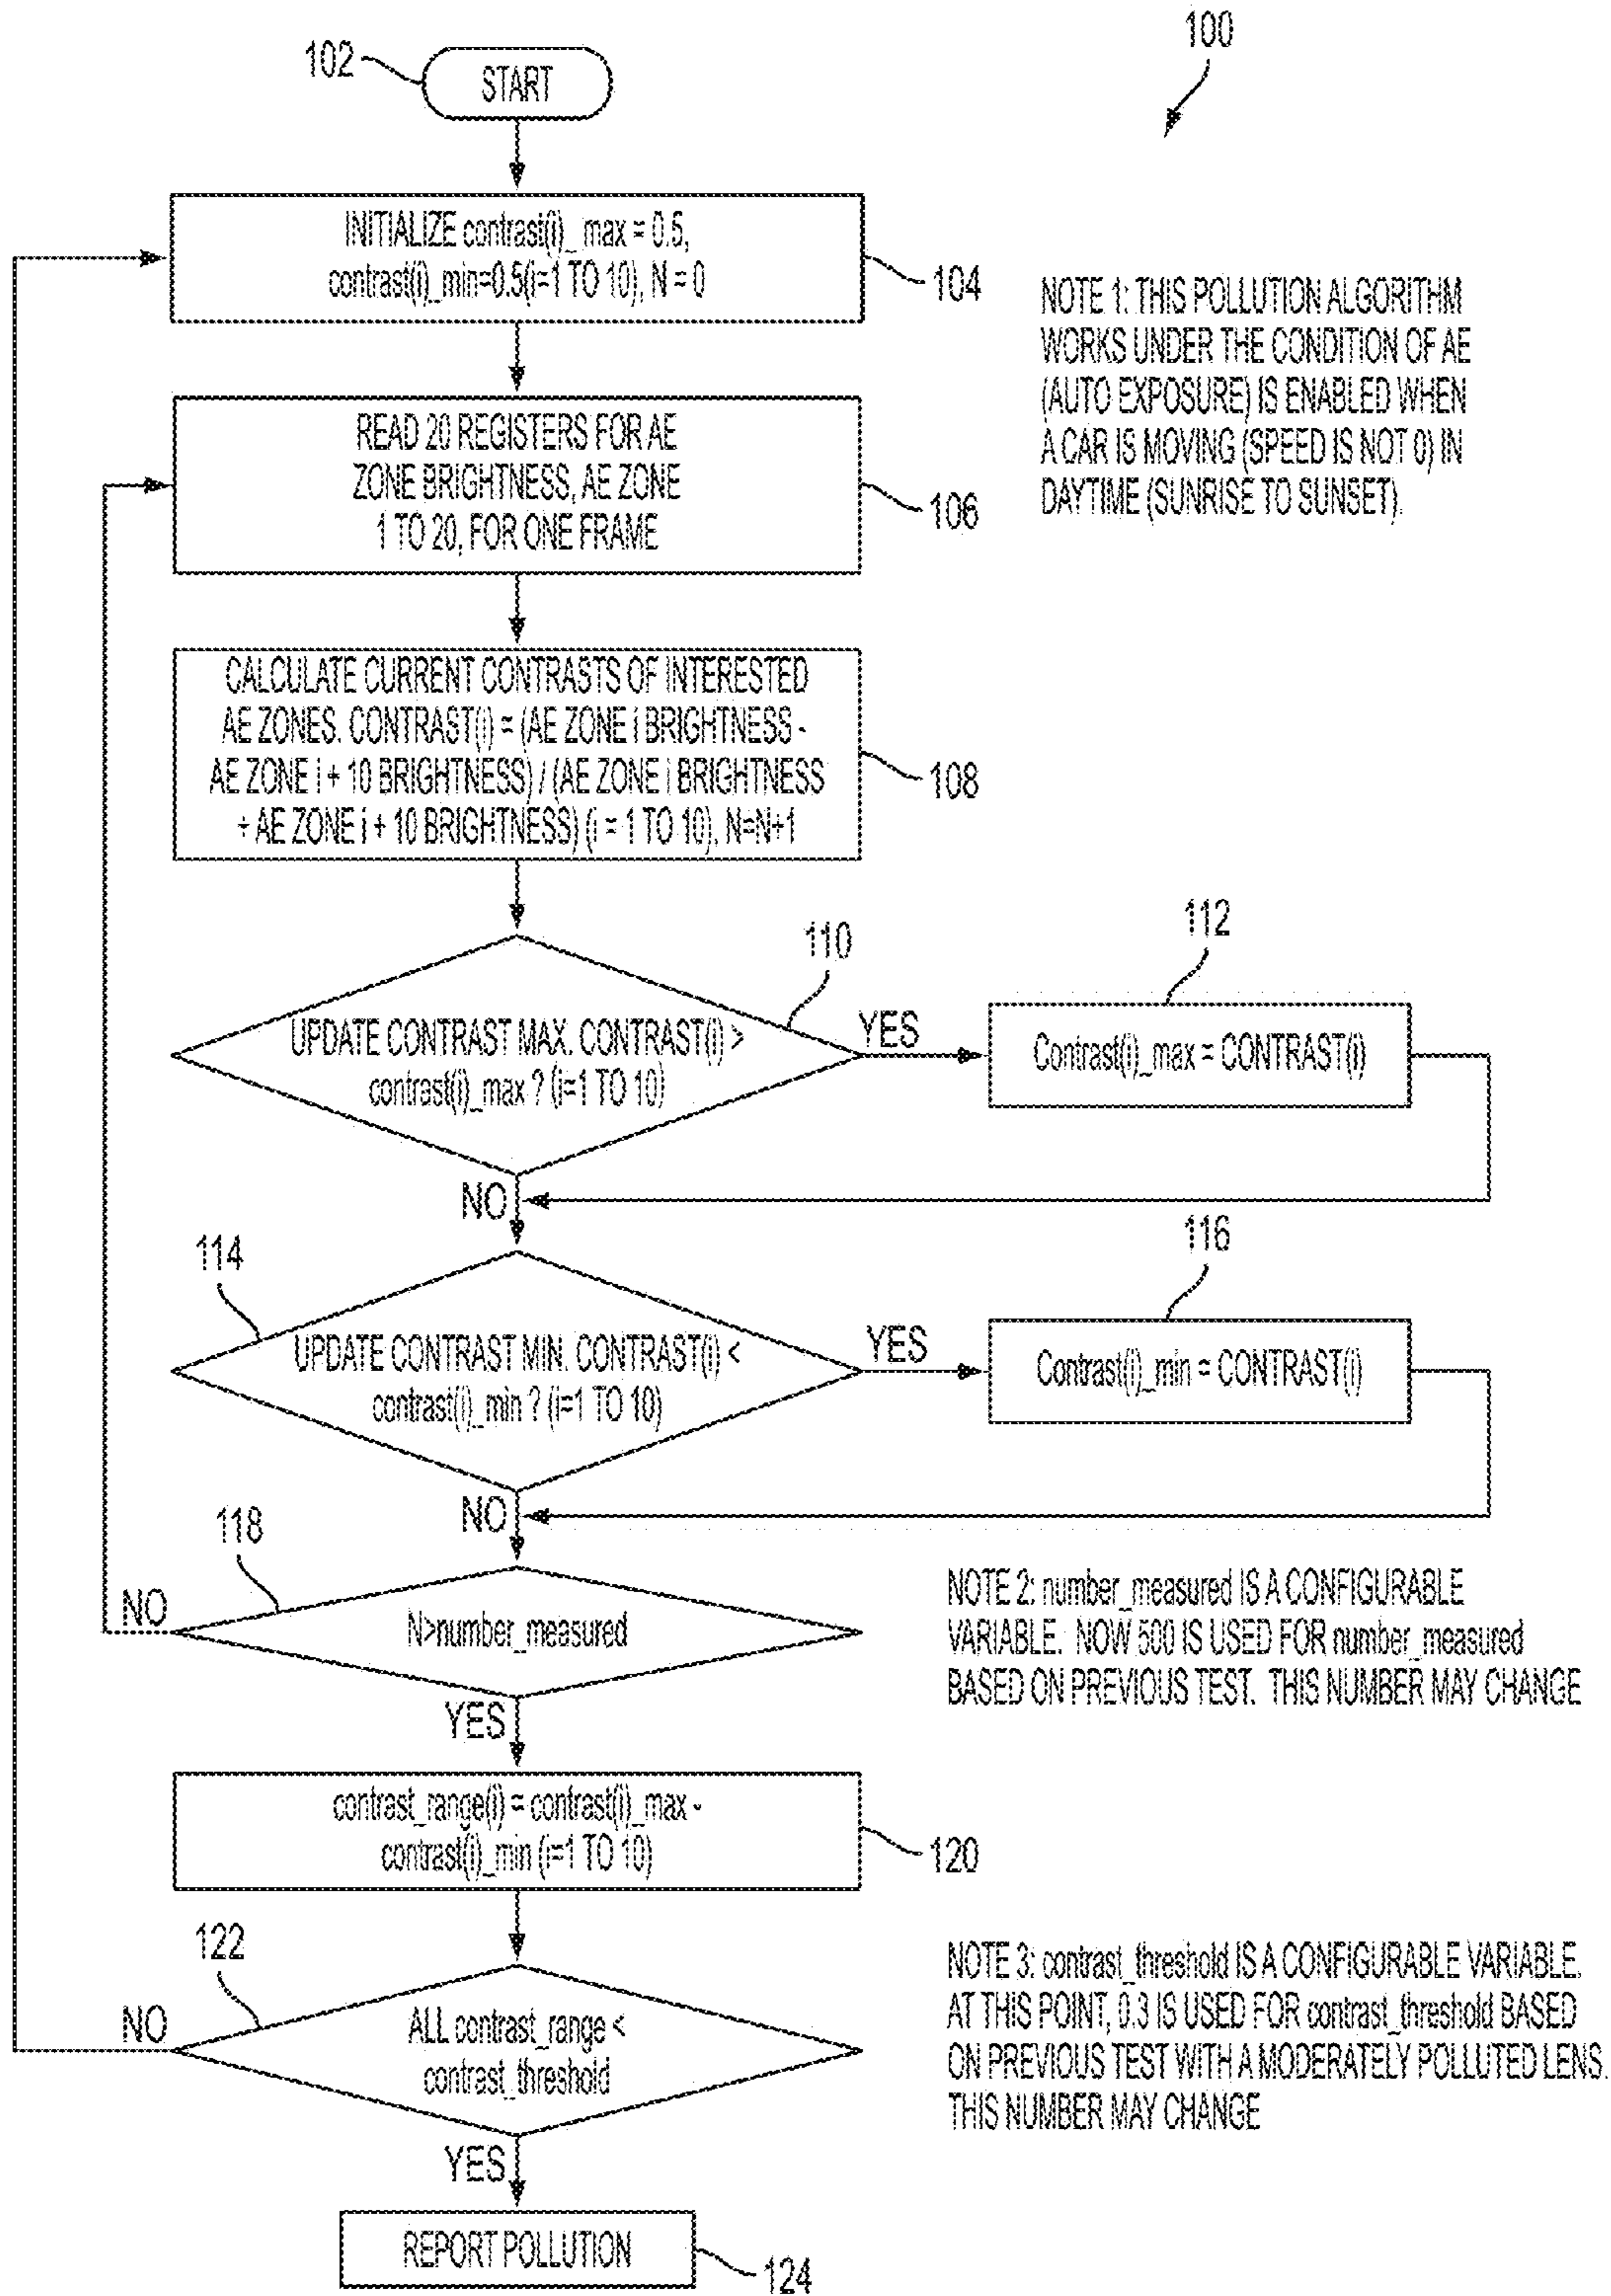 100
102
START
INITIALIZE contrast(i)_ max = 0.5,
contrast(i)_min=0.5(i=1 TO 10), N = 0
104
NOTE 1: THIS POLLUTION ALGORITHM
WORKS UNDER THE CONDITION OF AE
(AUTO EXPOSURE) IS ENABLED WHEN
A CAR IS MOVING (SPEED IS NOT 0) IN
DAYTIME (SUNRISE TO SUNSET).
READ 20 REGISTERS FOR AE
ZONE BRIGHTNESS, AE ZONE
1 TO 20, FOR ONE FRAME
106
CALCULATE CURRENT CONTRASTS OF INTERESTED
AE ZONES. CONTRAST(i) = (AE ZONE i BRIGHTNESS -
AE ZONE i + 10 BRIGHTNESS) / (AE ZONE i BRIGHTNESS
+ AE ZONE i + 10 BRIGHTNESS) (i = 1 TO 10), N=N+1
108
110
UPDATE CONTRAST MAX. CONTRAST(i) >
contrast(i)_max ? (i=1 TO 10)
YES
112
Contrast(i)_max = CONTRAST(i)
NO
114
UPDATE CONTRAST MIN. CONTRAST(i) <
contrast(i)_min ? (i=1 TO 10)
YES
116
Contrast(i)_min = CONTRAST(i)
NO
118
NO
N>number_measured
YES
NOTE 2: number_measured IS A CONFIGURABLE
VARIABLE. NOW 500 IS USED FOR number_measured
BASED ON PREVIOUS TEST. THIS NUMBER MAY CHANGE
contrast_range(i) = contrast(i)_max -
contrast(i)_min (i=1 TO 10)
120
122
NO
ALL contrast_range <
contrast_threshold
YES
NOTE 3: contrast_threshold IS A CONFIGURABLE VARIABLE.
AT THIS POINT, 0.3 IS USED FOR contrast_threshold BASED
ON PREVIOUS TEST WITH A MODERATELY POLLUTED LENS.
THIS NUMBER MAY CHANGE
REPORT POLLUTION
124